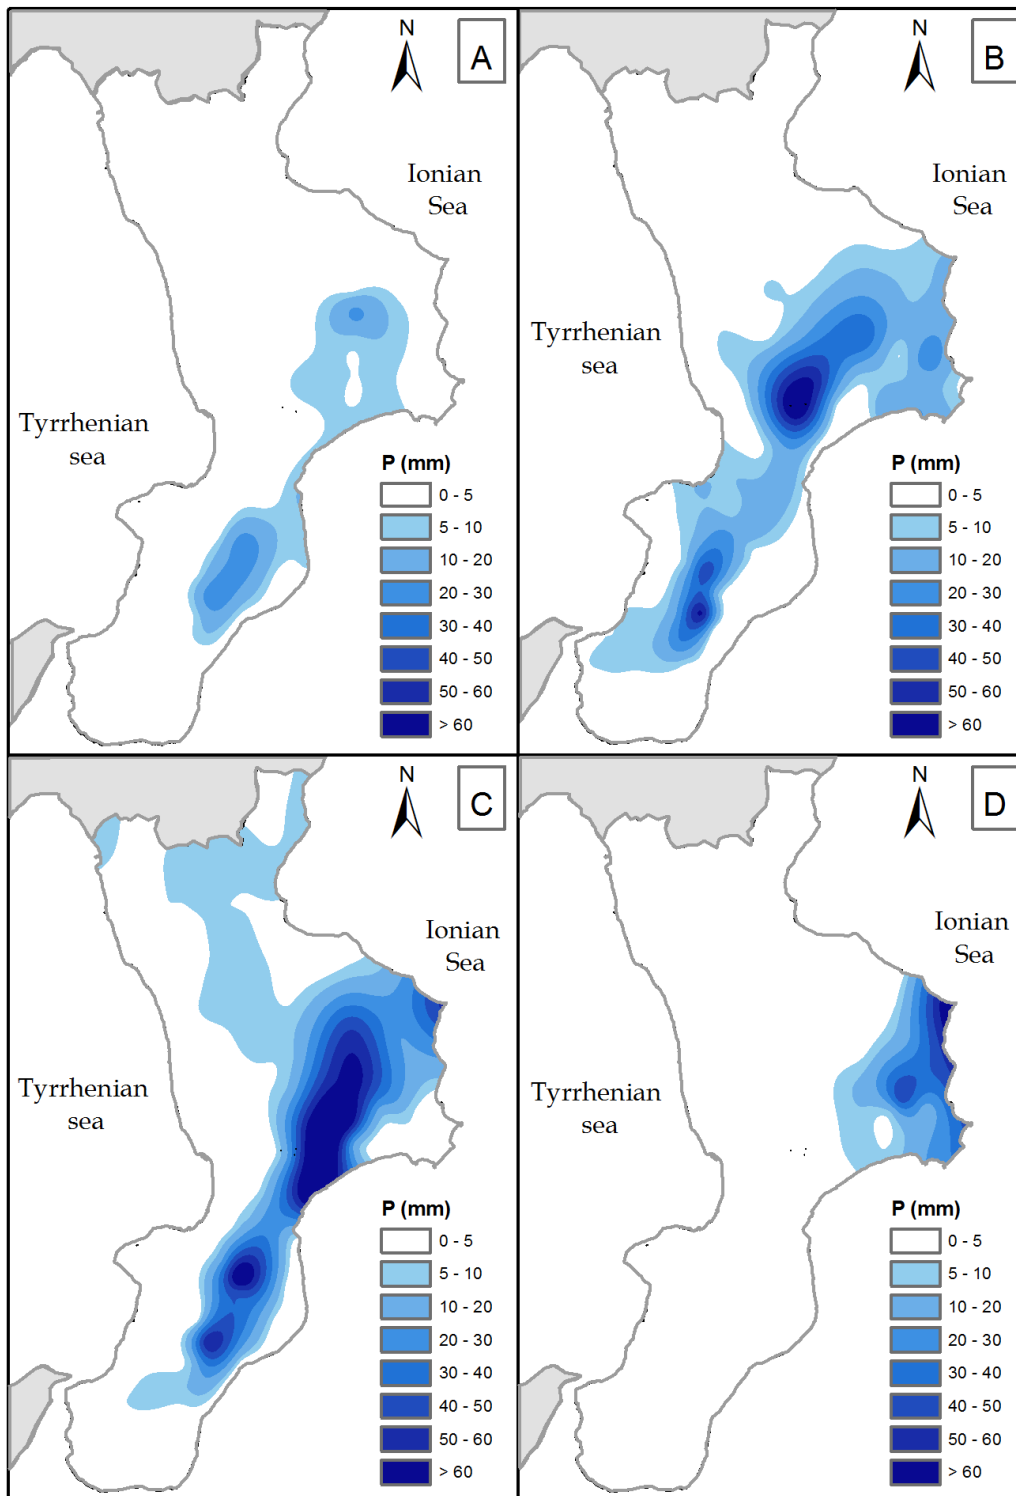 N
A
Ionian
Sea
Tyrrhenian
sea
P (mm)
0 - 5
5 - 10
10 - 20
20 - 30
30 - 40
40 - 50
50 - 60
> 60
N
B
Ionian
Sea
Tyrrhenian
sea
P (mm)
0 - 5
5 - 10
10 - 20
20 - 30
30 - 40
40 - 50
50 - 60
> 60
N
C
Ionian
Sea
Tyrrhenian
sea
P (mm)
0 - 5
5 - 10
10 - 20
20 - 30
30 - 40
40 - 50
50 - 60
> 60
N
D
Ionian
Sea
Tyrrhenian
sea
P (mm)
0 - 5
5 - 10
10 - 20
20 - 30
30 - 40
40 - 50
50 - 60
> 60